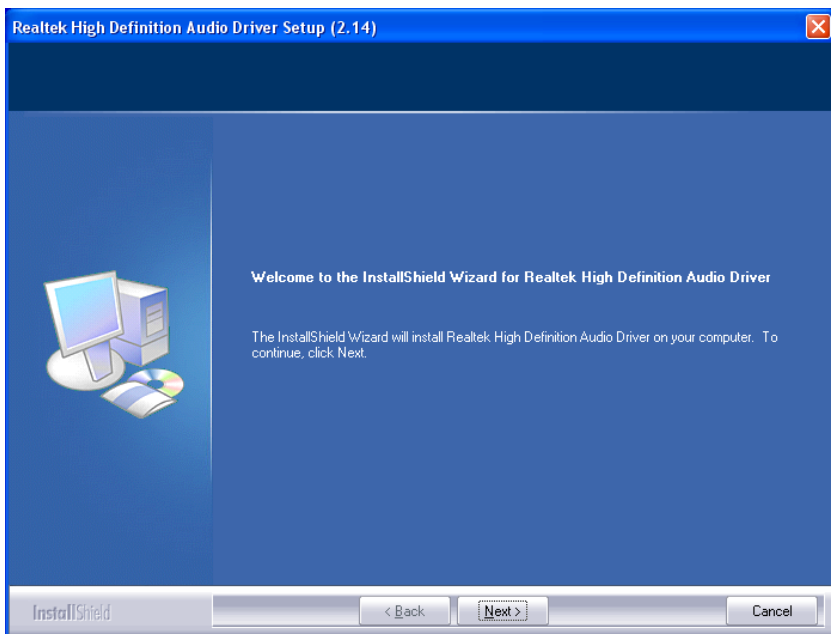 Realtek High Definition Audio Driver Setup (2.14)
Welcome to the InstallShield Wizard for Realtek High Definition Audio Driver
The InstallShield Wizard will install Realtek High Definition Audio Driver on your computer. To
continue, click Next.
InstallShield
< Back
Next >
Cancel